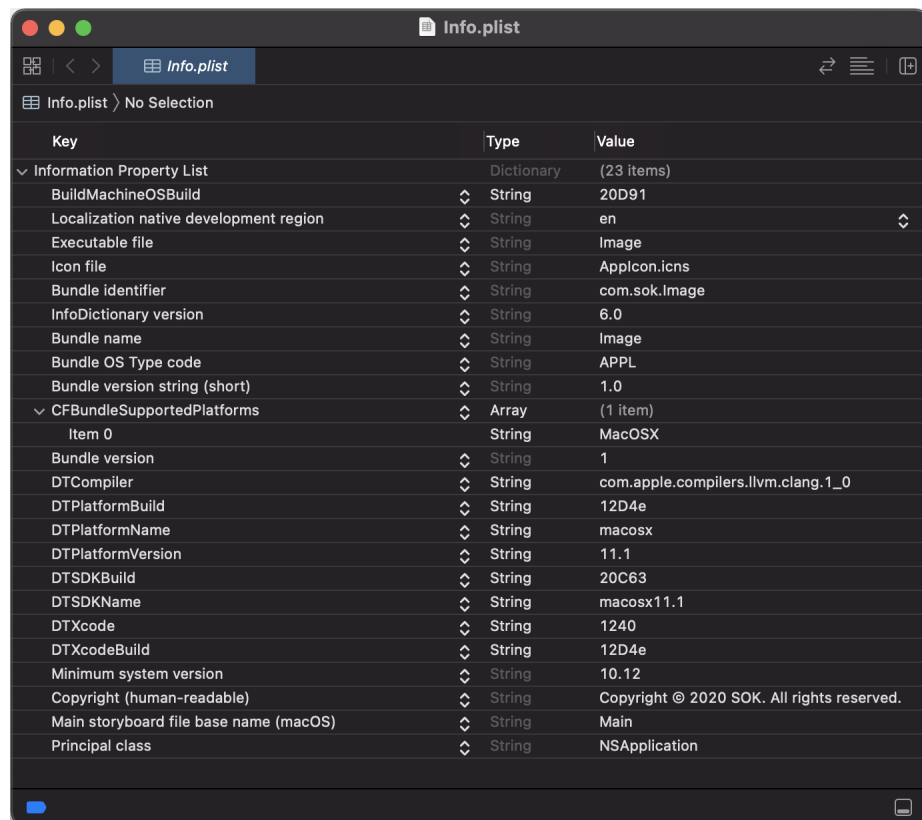 Info.plist
Info.plist
Info.plist 〉 No Selection
Key Type Value
Information Property List Dictionary (23 items)
BuildMachineOSBuild String 20D91
Localization native development region String en
Executable file String Image
Icon file String AppIcon.icns
Bundle identifier String com.sok.Image
InfoDictionary version String 6.0
Bundle name String Image
Bundle OS Type code String APPL
Bundle version string (short) String 1.0
CFBundleSupportedPlatforms Array (1 item)
Item 0 String MacOSX
Bundle version String 1
DTCompiler String com.apple.compilers.llvm.clang.1_0
DTPlatformBuild String 12D4e
DTPlatformName String macosx
DTPlatformVersion String 11.1
DTSDKBuild String 20C63
DTSDKName String macosx11.1
DTXcode String 1240
DTXcodeBuild String 12D4e
Minimum system version String 10.12
Copyright (human-readable) String Copyright © 2020 SOK. All rights reserved.
Main storyboard file base name (macOS) String Main
Principal class String NSApplication